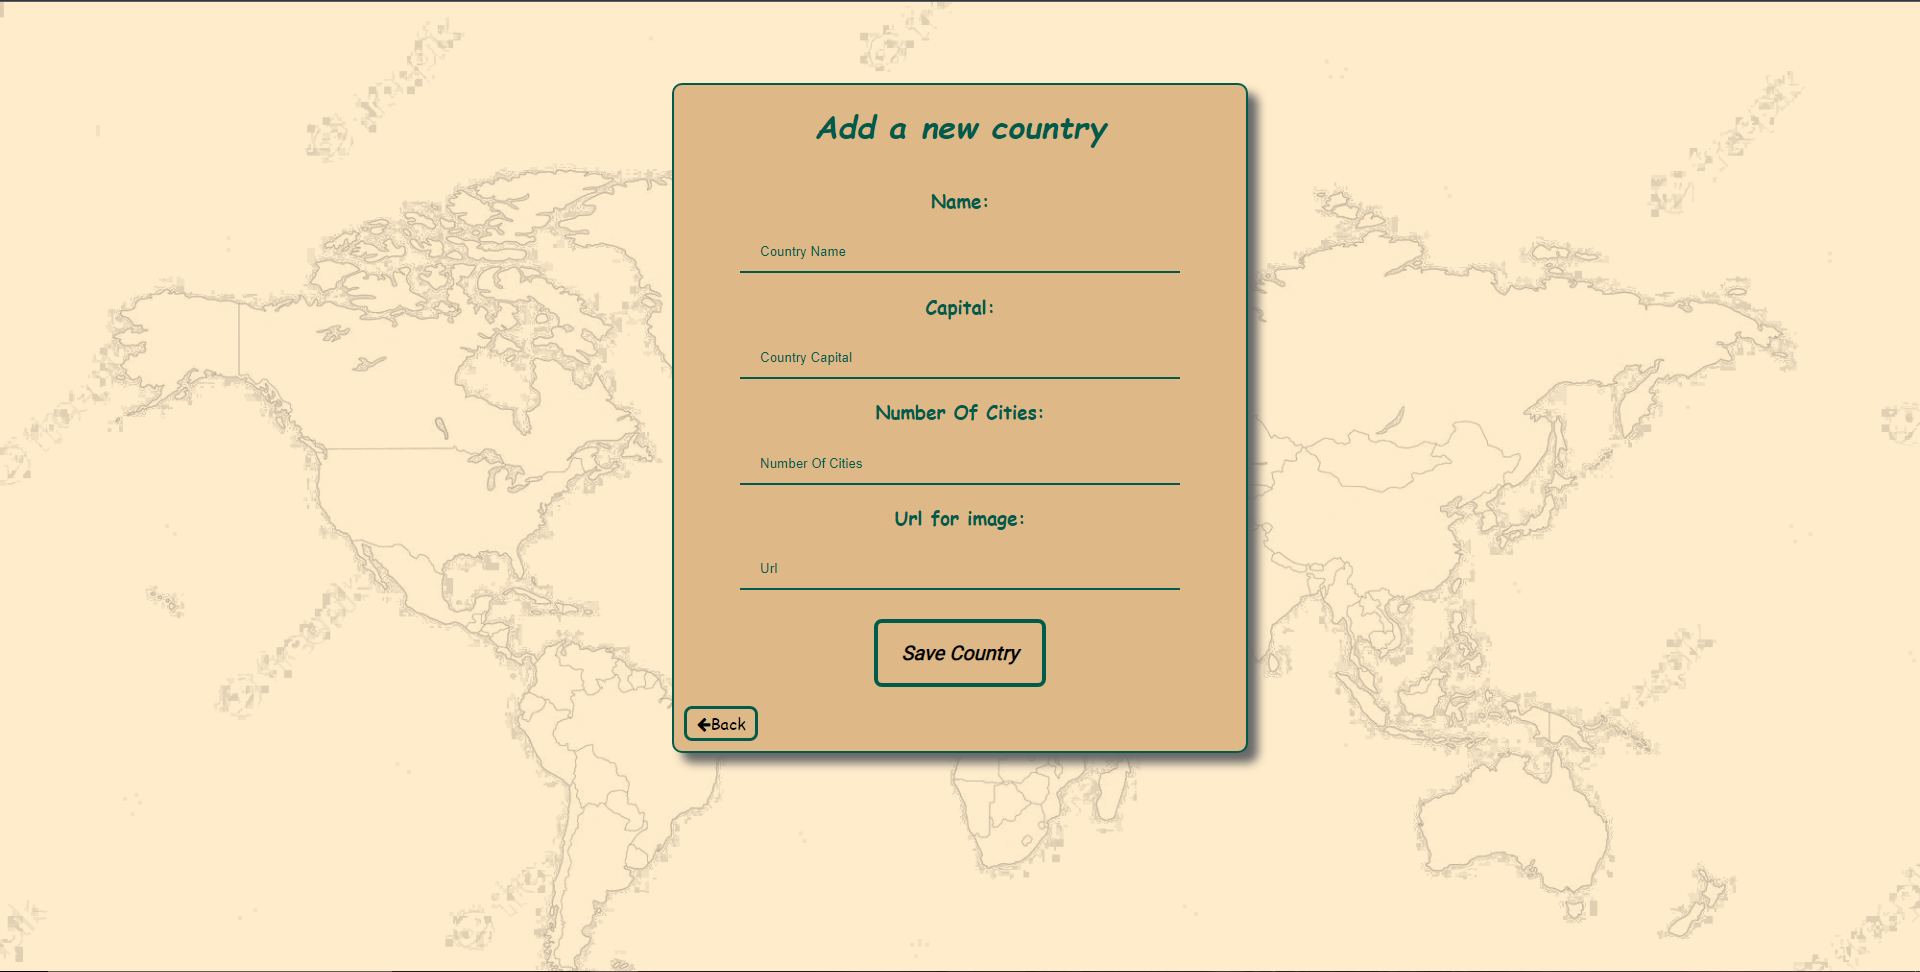 Add a new country
Name:
Country Name
Capital:
Country Capital
Number Of Cities:
Number Of Cities
Url for image:
Url
Save Country
Back